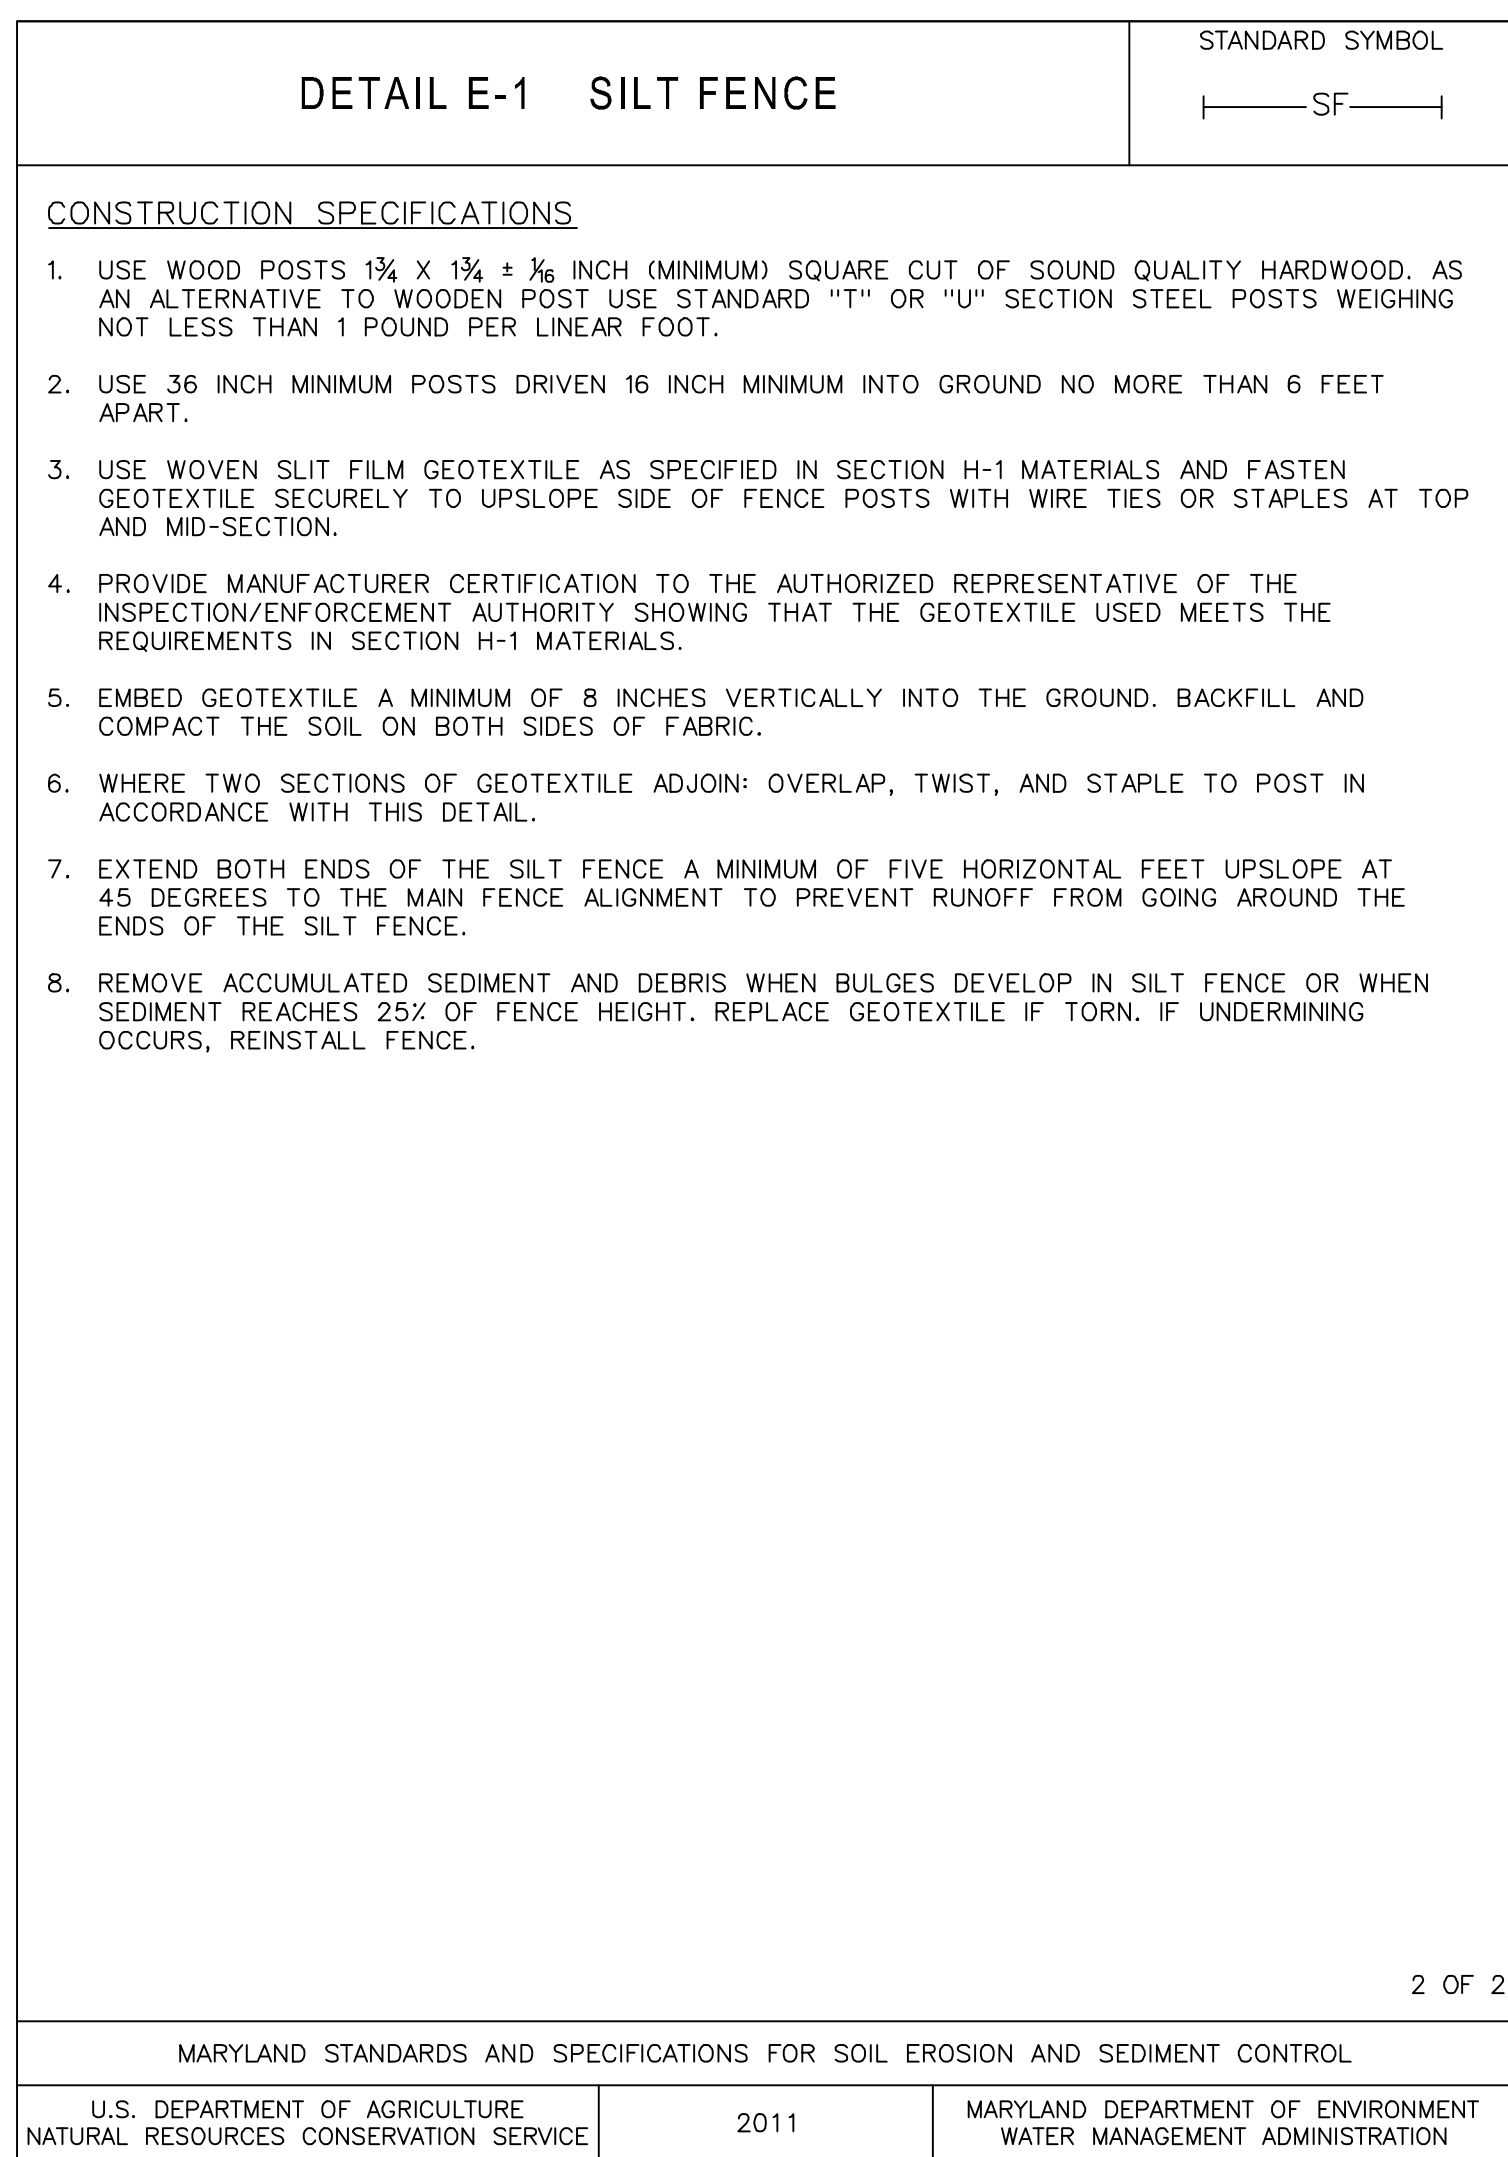 DETAIL E-1 SILT FENCE
STANDARD SYMBOL
SF
CONSTRUCTION SPECIFICATIONS
1. USE WOOD POSTS 1¾ X 1¾ ± 1⁄16 INCH (MINIMUM) SQUARE CUT OF SOUND QUALITY HARDWOOD. AS
AN ALTERNATIVE TO WOODEN POST USE STANDARD "T" OR "U" SECTION STEEL POSTS WEIGHING
NOT LESS THAN 1 POUND PER LINEAR FOOT.
2. USE 36 INCH MINIMUM POSTS DRIVEN 16 INCH MINIMUM INTO GROUND NO MORE THAN 6 FEET
APART.
3. USE WOVEN SLIT FILM GEOTEXTILE AS SPECIFIED IN SECTION H-1 MATERIALS AND FASTEN
GEOTEXTILE SECURELY TO UPSLOPE SIDE OF FENCE POSTS WITH WIRE TIES OR STAPLES AT TOP
AND MID-SECTION.
4. PROVIDE MANUFACTURER CERTIFICATION TO THE AUTHORIZED REPRESENTATIVE OF THE
INSPECTION/ENFORCEMENT AUTHORITY SHOWING THAT THE GEOTEXTILE USED MEETS THE
REQUIREMENTS IN SECTION H-1 MATERIALS.
5. EMBED GEOTEXTILE A MINIMUM OF 8 INCHES VERTICALLY INTO THE GROUND. BACKFILL AND
COMPACT THE SOIL ON BOTH SIDES OF FABRIC.
6. WHERE TWO SECTIONS OF GEOTEXTILE ADJOIN: OVERLAP, TWIST, AND STAPLE TO POST IN
ACCORDANCE WITH THIS DETAIL.
7. EXTEND BOTH ENDS OF THE SILT FENCE A MINIMUM OF FIVE HORIZONTAL FEET UPSLOPE AT
45 DEGREES TO THE MAIN FENCE ALIGNMENT TO PREVENT RUNOFF FROM GOING AROUND THE
ENDS OF THE SILT FENCE.
8. REMOVE ACCUMULATED SEDIMENT AND DEBRIS WHEN BULGES DEVELOP IN SILT FENCE OR WHEN
SEDIMENT REACHES 25% OF FENCE HEIGHT. REPLACE GEOTEXTILE IF TORN. IF UNDERMINING
OCCURS, REINSTALL FENCE.
2 OF 2
MARYLAND STANDARDS AND SPECIFICATIONS FOR SOIL EROSION AND SEDIMENT CONTROL
U.S. DEPARTMENT OF AGRICULTURE
NATURAL RESOURCES CONSERVATION SERVICE
2011
MARYLAND DEPARTMENT OF ENVIRONMENT
WATER MANAGEMENT ADMINISTRATION